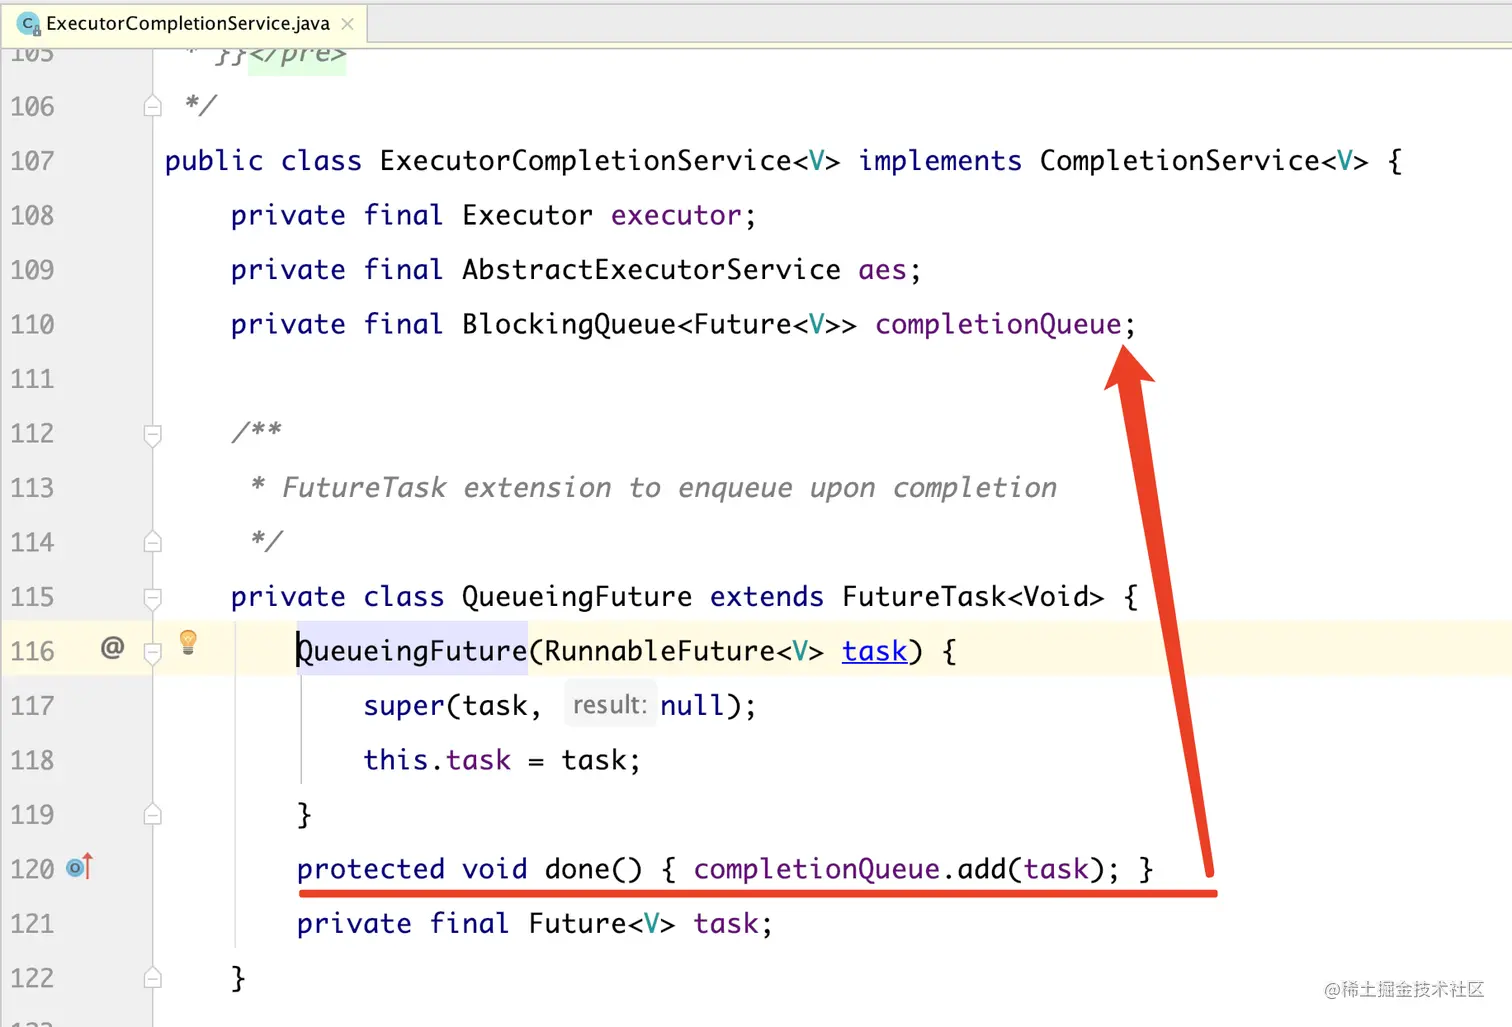 ExecutorCompletionService.java
105 * }}</pre>
106 */
107 public class ExecutorCompletionService<V> implements CompletionService<V> {
108 private final Executor executor;
109 private final AbstractExecutorService aes;
110 private final BlockingQueue<Future<V>> completionQueue;
111
112 /**
113 * FutureTask extension to enqueue upon completion
114 */
115 private class QueueingFuture extends FutureTask<Void> {
116 @ QueueingFuture(RunnableFuture<V> task) {
117 super(task, result: null);
118 this.task = task;
119 }
120 protected void done() { completionQueue.add(task); }
121 private final Future<V> task;
122 }
@稀土掘金技术社区